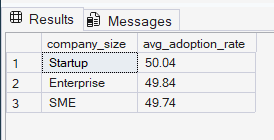 Results Messages
company_size avg_adoption_rate
1 Startup 50.04
2 Enterprise 49.84
3 SME 49.74